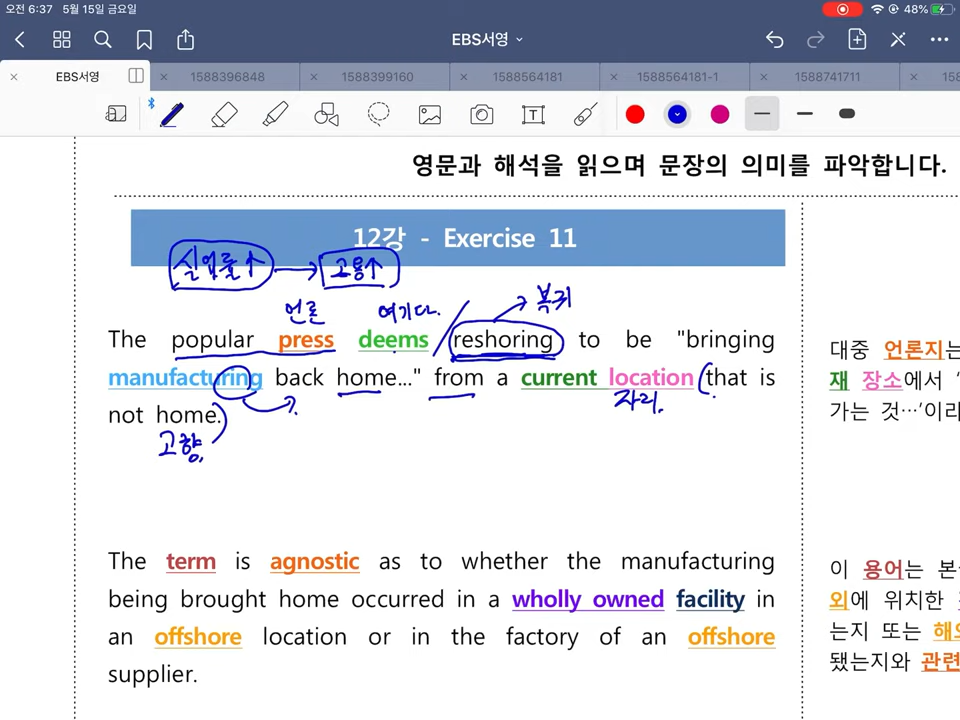 오전 6:37 5월 15일 금요일 48%
EBS서영
EBS서영 1588396848 1588399160 1588564181 1588564181-1 1588741711 158
영문과 해석을 읽으며 문장의 의미를 파악합니다.
12강 - Exercise 11
실업률↑ → 고용↑
언론 여기다. 복귀
The popular press deems reshoring to be "bringing
manufacturing back home..." from a current location that is
자리.
not home.
고향.
The term is agnostic as to whether the manufacturing
being brought home occurred in a wholly owned facility in
an offshore location or in the factory of an offshore
supplier.
대중 언론지는
재 장소에서 '
가는 것…'이라
이 용어는 본
외에 위치한
는지 또는 해외
됐는지와 관련